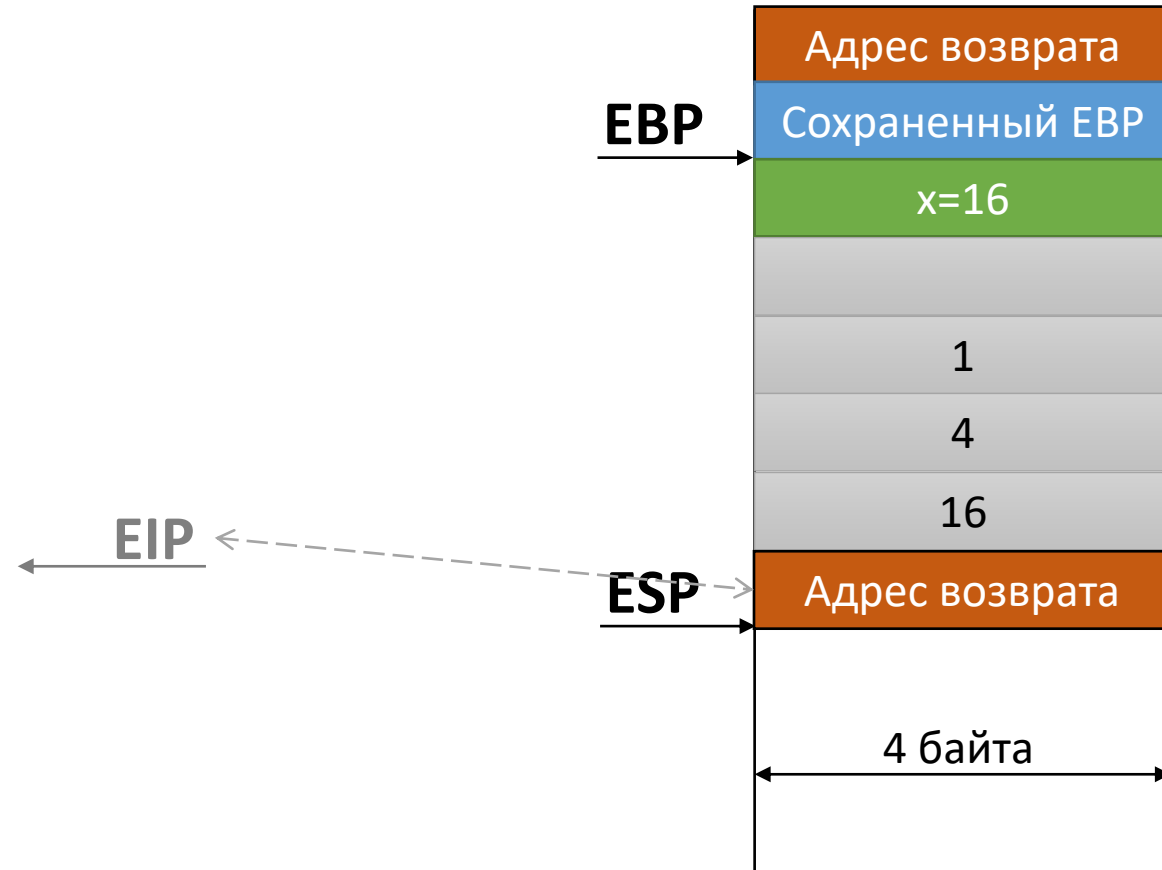 Адрес возврата
EBP
Сохраненный EBP
x=16
1
4
16
EIP
ESP
Адрес возврата
4 байта